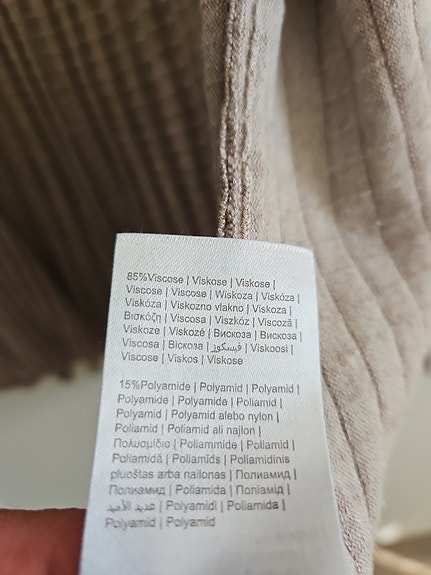 85%Viscose | Viskose | Viskose |
Viscose | Viscose | Wiskoza | Viskóza |
Viskóza | Viskozno vlakno | Viskoza |
Βισκόζη | Viscosa | Viszkóz | Viscoză |
Viskoze | Viskozė | Вискоза | Вискоза |
Viscosa | Віскоза | فيسكوز | Viskoosi |
Viscose | Viskos | Viskose
15%Polyamide | Polyamid | Polyamid |
Polyamide | Polyamide | Poliamid |
Polyamid | Polyamid alebo nylon |
Poliamid | Poliamid ali najlon |
Πολυαμίδιο | Poliammide | Poliamid |
Poliamidă | Poliamīds | Poliamidinis
pluoštas arba nailonas | Полиамид |
Полиамид | Poliamida | Поліамід |
عديد الأميد | Polyamidi | Poliamida |
Polyamid | Polyamid